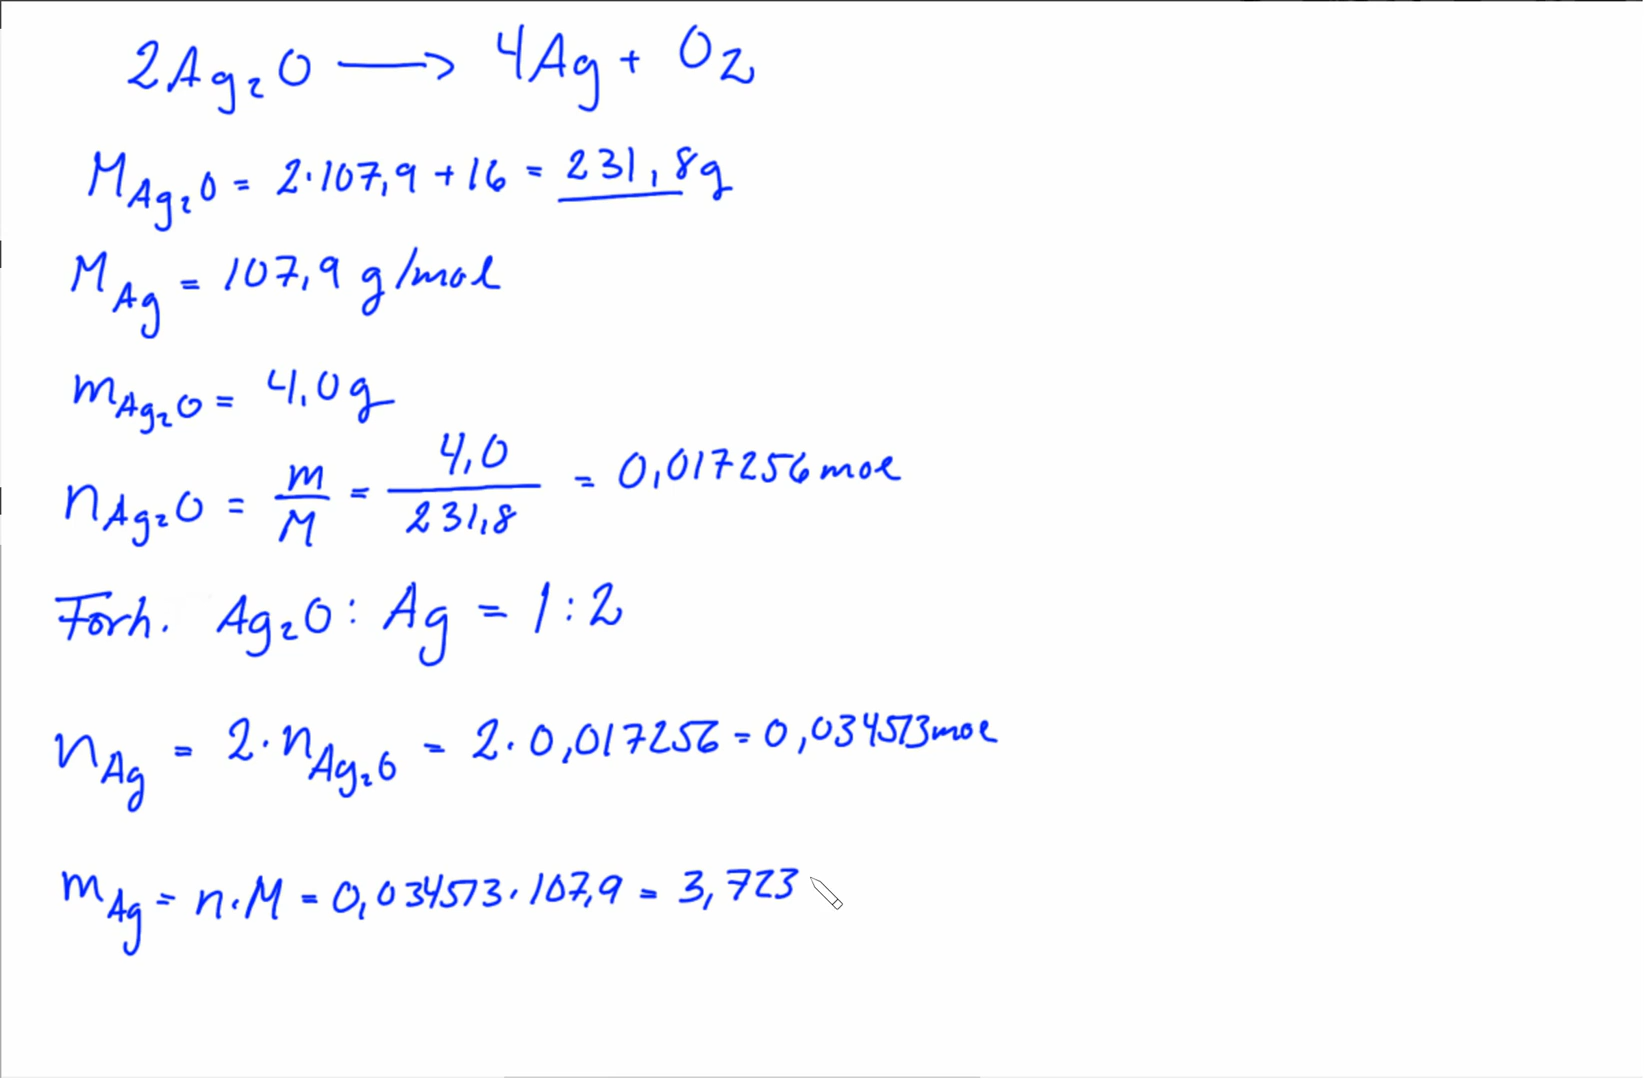 2Ag₂O ⟶ 4Ag + O₂
M_Ag₂O = 2·107,9 + 16 = 231,8g
M_Ag = 107,9 g/mol
m_Ag₂O = 4,0g
n_Ag₂O = m/M = 4,0/231,8 = 0,017256 mol
Forh. Ag₂O : Ag = 1:2
n_Ag = 2·n_Ag₂O = 2·0,017256 = 0,034513 mol
m_Ag = n·M = 0,034513·107,9 = 3,723